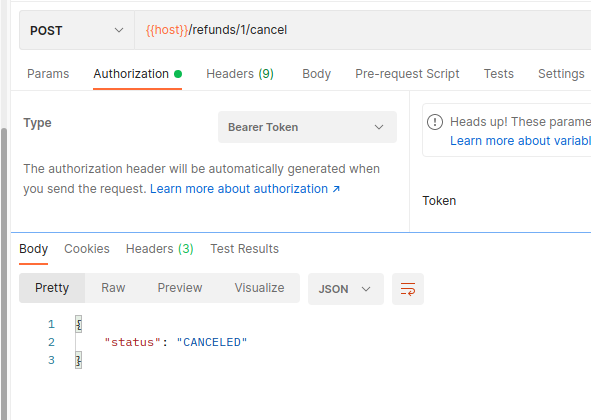 POST {{host}}/refunds/1/cancel
Params Authorization Headers (9) Body Pre-request Script Tests Settings
Type Bearer Token
Heads up! These parame
Learn more about variabl
The authorization header will be automatically generated when
you send the request. Learn more about authorization ↗
Token
Body Cookies Headers (3) Test Results
Pretty Raw Preview Visualize JSON
1 {
2 "status": "CANCELED"
3 }